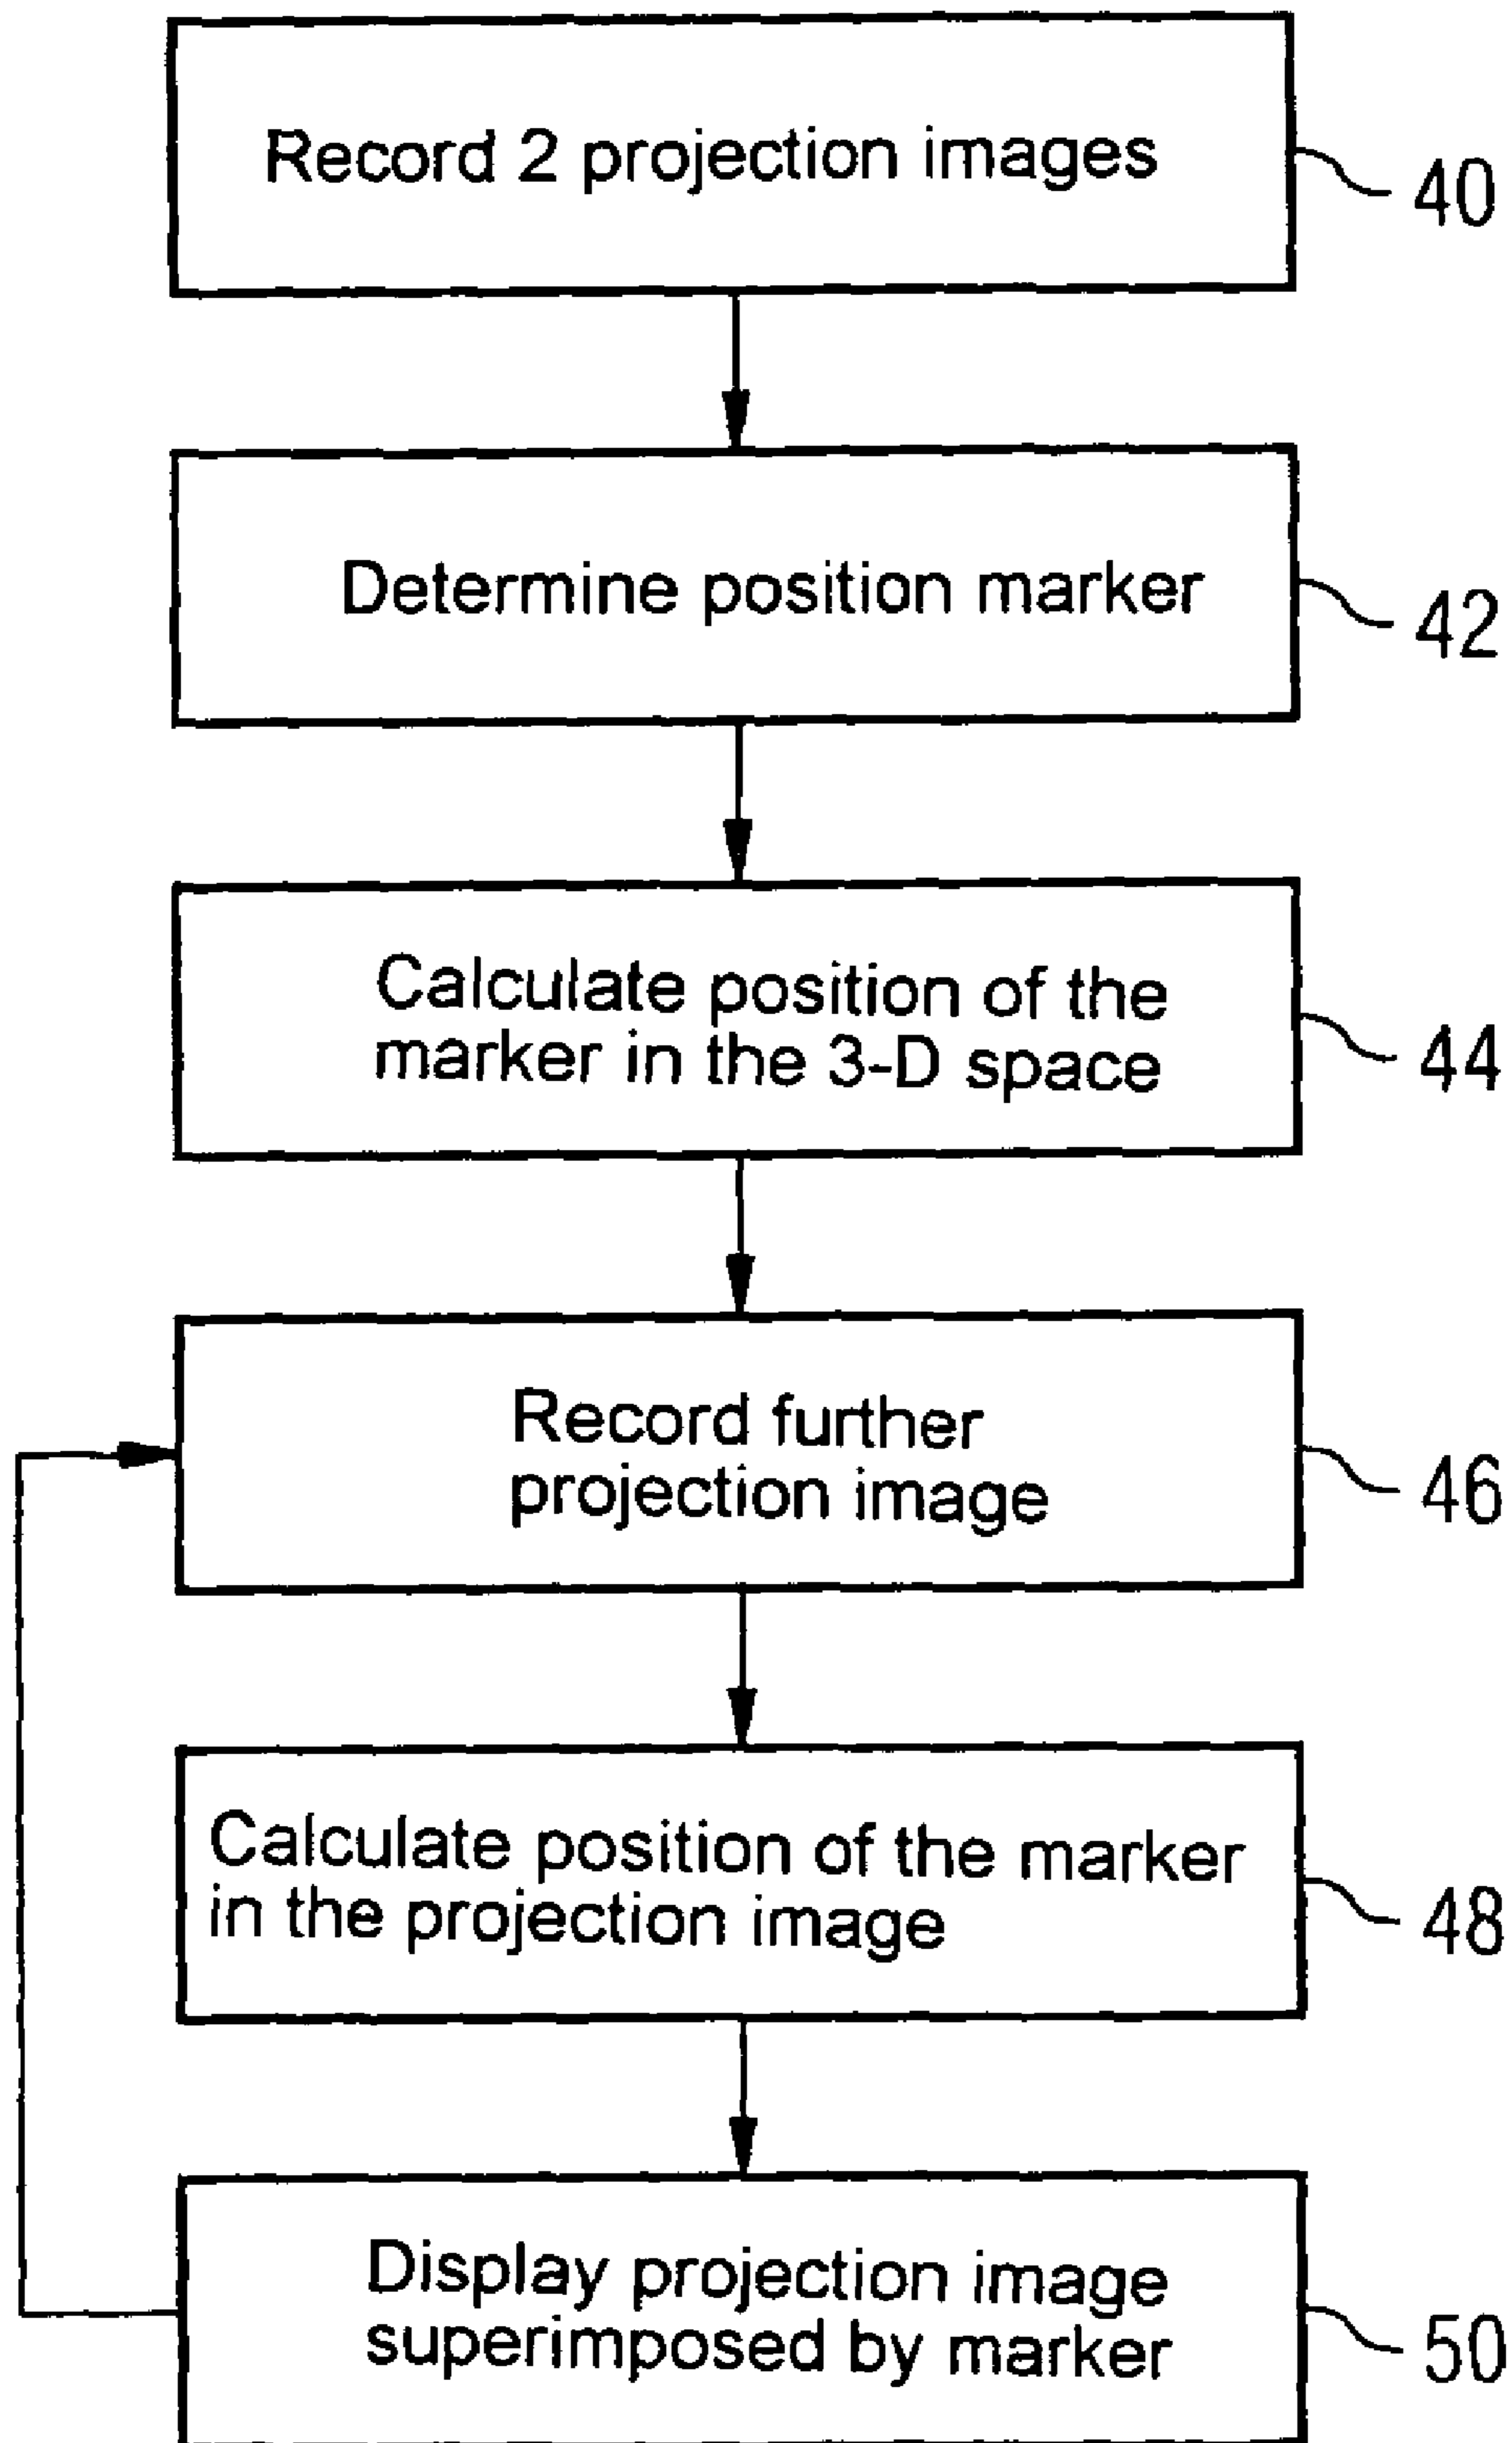 Record 2 projection images
40
Determine position marker
42
Calculate position of the
marker in the 3-D space
44
Record further
projection image
46
Calculate position of the marker
in the projection image
48
Display projection image
superimposed by marker
50